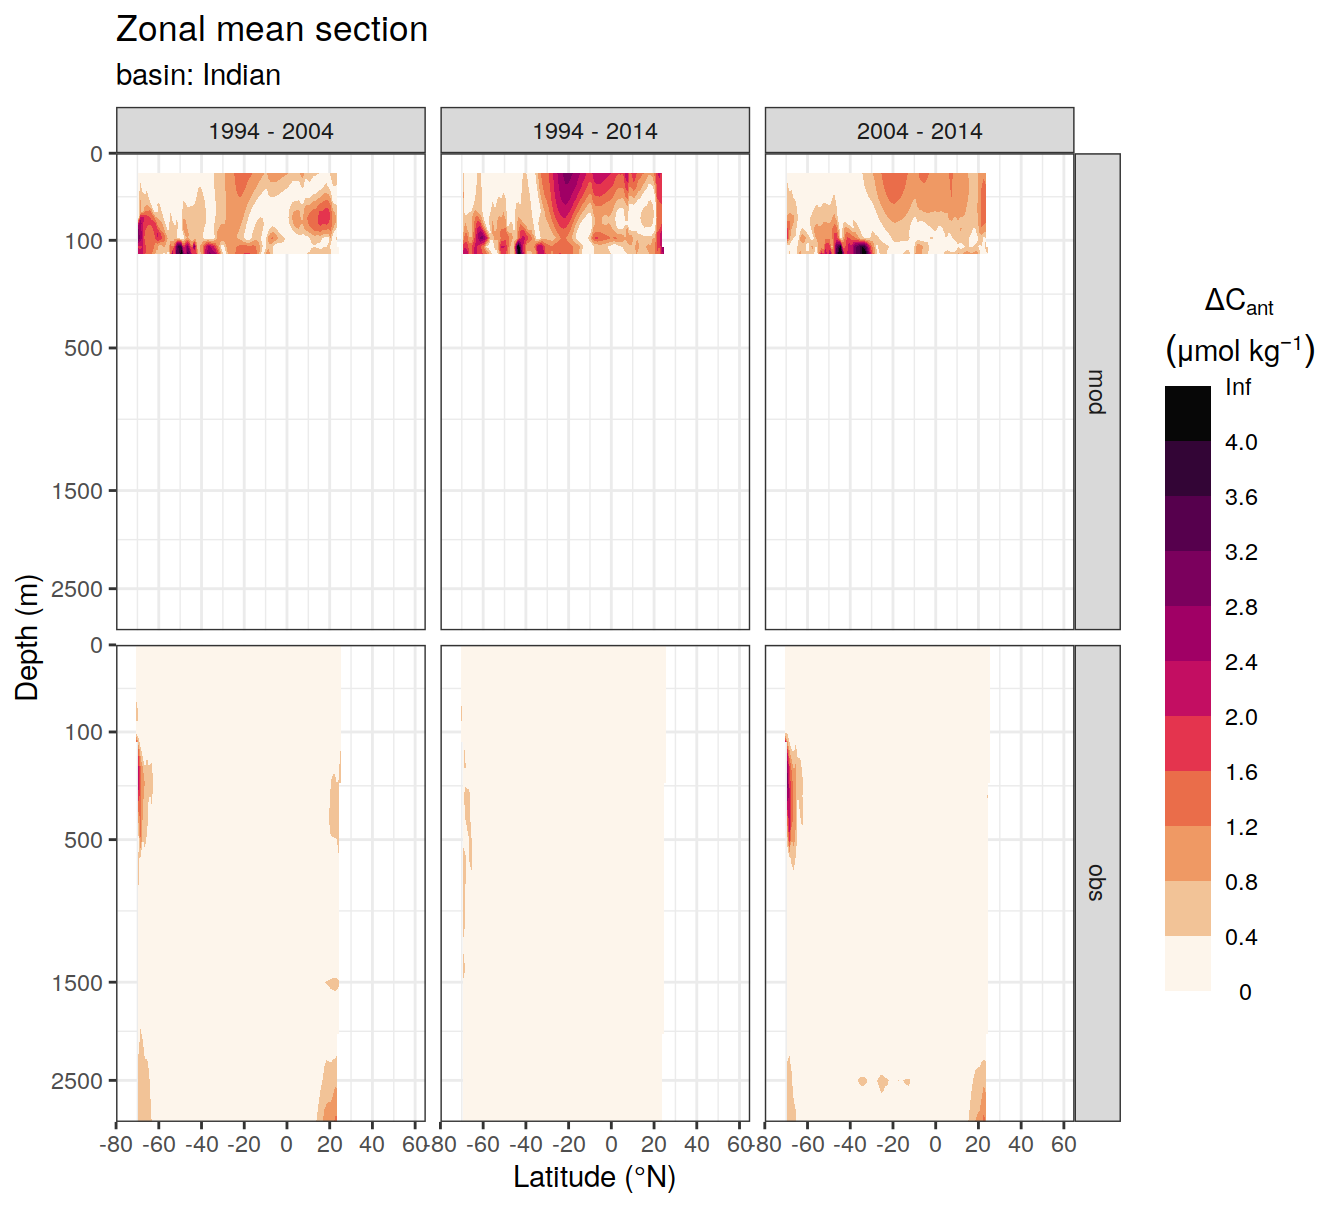 Zonal mean section
basin: Indian
1994 - 2004
1994 - 2014
2004 - 2014
0
100
500
1500
2500
mod
0
100
500
1500
2500
obs
Depth (m)
-80 -60 -40 -20 0 20 40 60
-80 -60 -40 -20 0 20 40 60
-80 -60 -40 -20 0 20 40 60
Latitude (°N)
ΔCant
(μmol kg⁻¹)
Inf
4.0
3.6
3.2
2.8
2.4
2.0
1.6
1.2
0.8
0.4
0